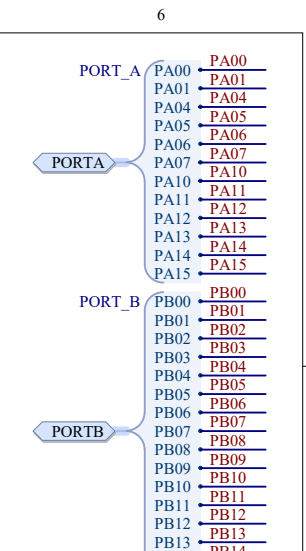 6
PORT_A PA00 PA00
PA01 PA01
PA04 PA04
PA05 PA05
PA06 PA06
PORTA PA07 PA07
PA10 PA10
PA11 PA11
PA12 PA12
PA13 PA13
PA14 PA14
PA15 PA15
PORT_B PB00 PB00
PB01 PB01
PB02 PB02
PB03 PB03
PB04 PB04
PB05 PB05
PB06 PB06
PORTB PB07 PB07
PB08 PB08
PB09 PB09
PB10 PB10
PB11 PB11
PB12 PB12
PB13 PB13
PB14